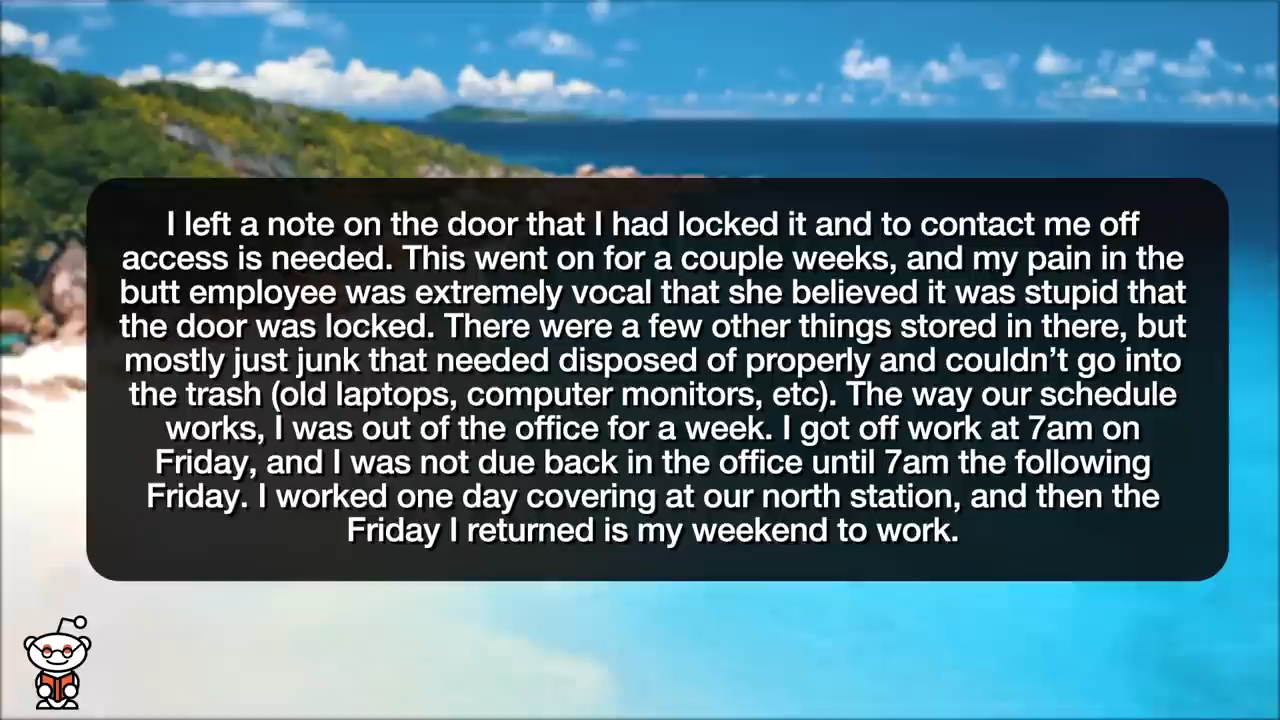 I left a note on the door that I had locked it and to contact me off
access is needed. This went on for a couple weeks, and my pain in the
butt employee was extremely vocal that she believed it was stupid that
the door was locked. There were a few other things stored in there, but
mostly just junk that needed disposed of properly and couldn’t go into
the trash (old laptops, computer monitors, etc). The way our schedule
works, I was out of the office for a week. I got off work at 7am on
Friday, and I was not due back in the office until 7am the following
Friday. I worked one day covering at our north station, and then the
Friday I returned is my weekend to work.